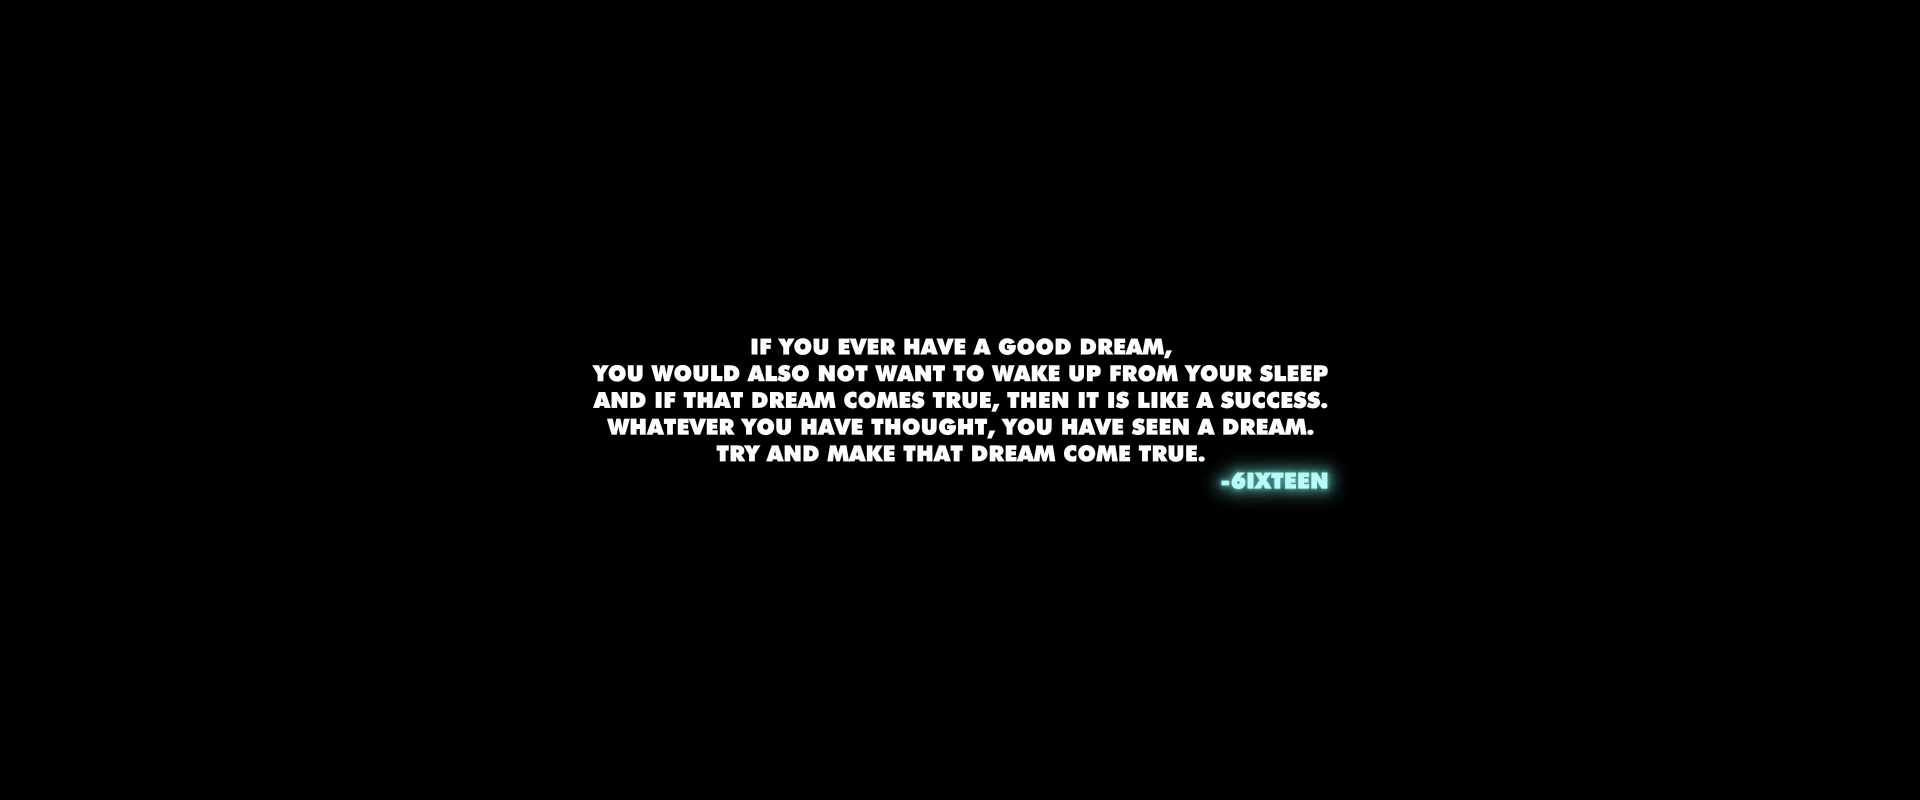 IF YOU EVER HAVE A GOOD DREAM,
YOU WOULD ALSO NOT WANT TO WAKE UP FROM YOUR SLEEP
AND IF THAT DREAM COMES TRUE, THEN IT IS LIKE A SUCCESS.
WHATEVER YOU HAVE THOUGHT, YOU HAVE SEEN A DREAM.
TRY AND MAKE THAT DREAM COME TRUE.
-6IXTEEN